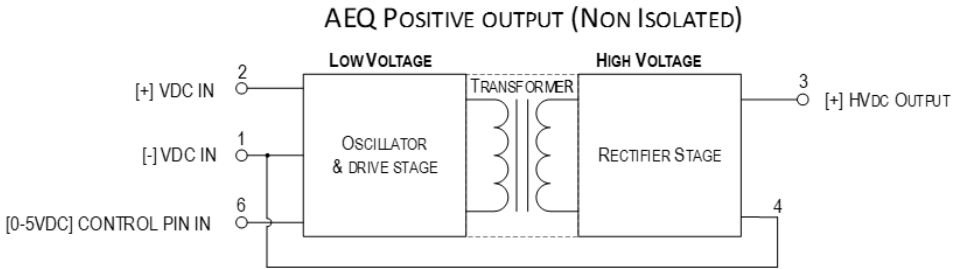 AEQ POSITIVE OUTPUT (NON ISOLATED)
LOW VOLTAGE
HIGH VOLTAGE
2
[+] VDC IN
TRANSFORMER
3
[+] HVDC OUTPUT
1
[-] VDC IN
OSCILLATOR
& DRIVE STAGE
RECTIFIER STAGE
6
[0-5VDC] CONTROL PIN IN
4